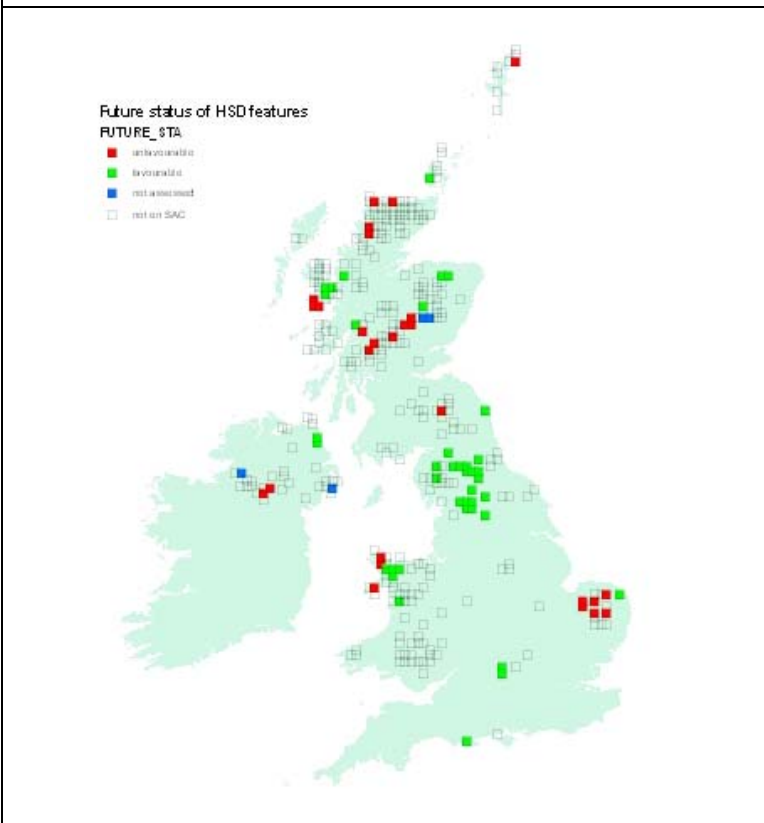 Future status of HSD features
FUTURE_STA
unfavourable
favourable
not assessed
not on SAC